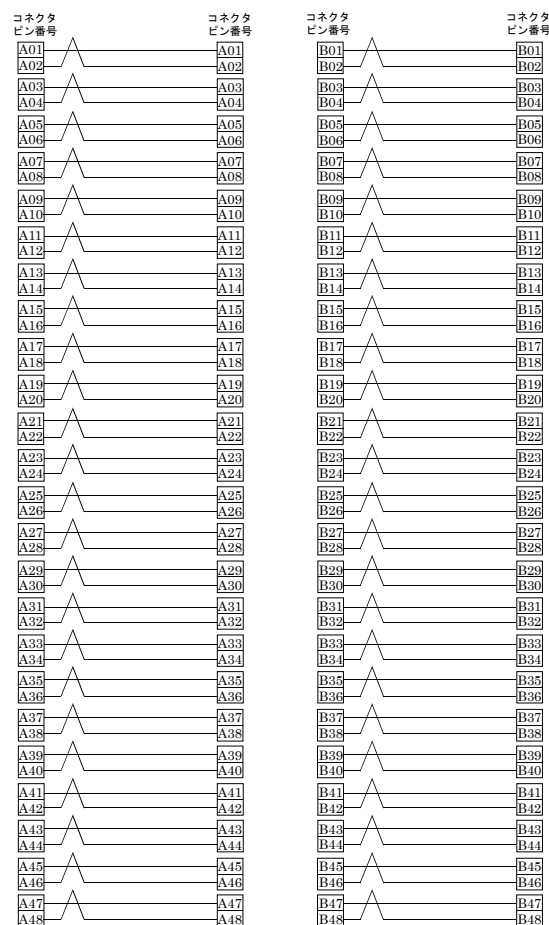 コネクタ コネクタ コネクタ コネクタ
ピン番号 ピン番号 ピン番号 ピン番号
A01 A01 B01 B01
A02 A02 B02 B02
A03 A03 B03 B03
A04 A04 B04 B04
A05 A05 B05 B05
A06 A06 B06 B06
A07 A07 B07 B07
A08 A08 B08 B08
A09 A09 B09 B09
A10 A10 B10 B10
A11 A11 B11 B11
A12 A12 B12 B12
A13 A13 B13 B13
A14 A14 B14 B14
A15 A15 B15 B15
A16 A16 B16 B16
A17 A17 B17 B17
A18 A18 B18 B18
A19 A19 B19 B19
A20 A20 B20 B20
A21 A21 B21 B21
A22 A22 B22 B22
A23 A23 B23 B23
A24 A24 B24 B24
A25 A25 B25 B25
A26 A26 B26 B26
A27 A27 B27 B27
A28 A28 B28 B28
A29 A29 B29 B29
A30 A30 B30 B30
A31 A31 B31 B31
A32 A32 B32 B32
A33 A33 B33 B33
A34 A34 B34 B34
A35 A35 B35 B35
A36 A36 B36 B36
A37 A37 B37 B37
A38 A38 B38 B38
A39 A39 B39 B39
A40 A40 B40 B40
A41 A41 B41 B41
A42 A42 B42 B42
A43 A43 B43 B43
A44 A44 B44 B44
A45 A45 B45 B45
A46 A46 B46 B46
A47 A47 B47 B47
A48 A48 B48 B48